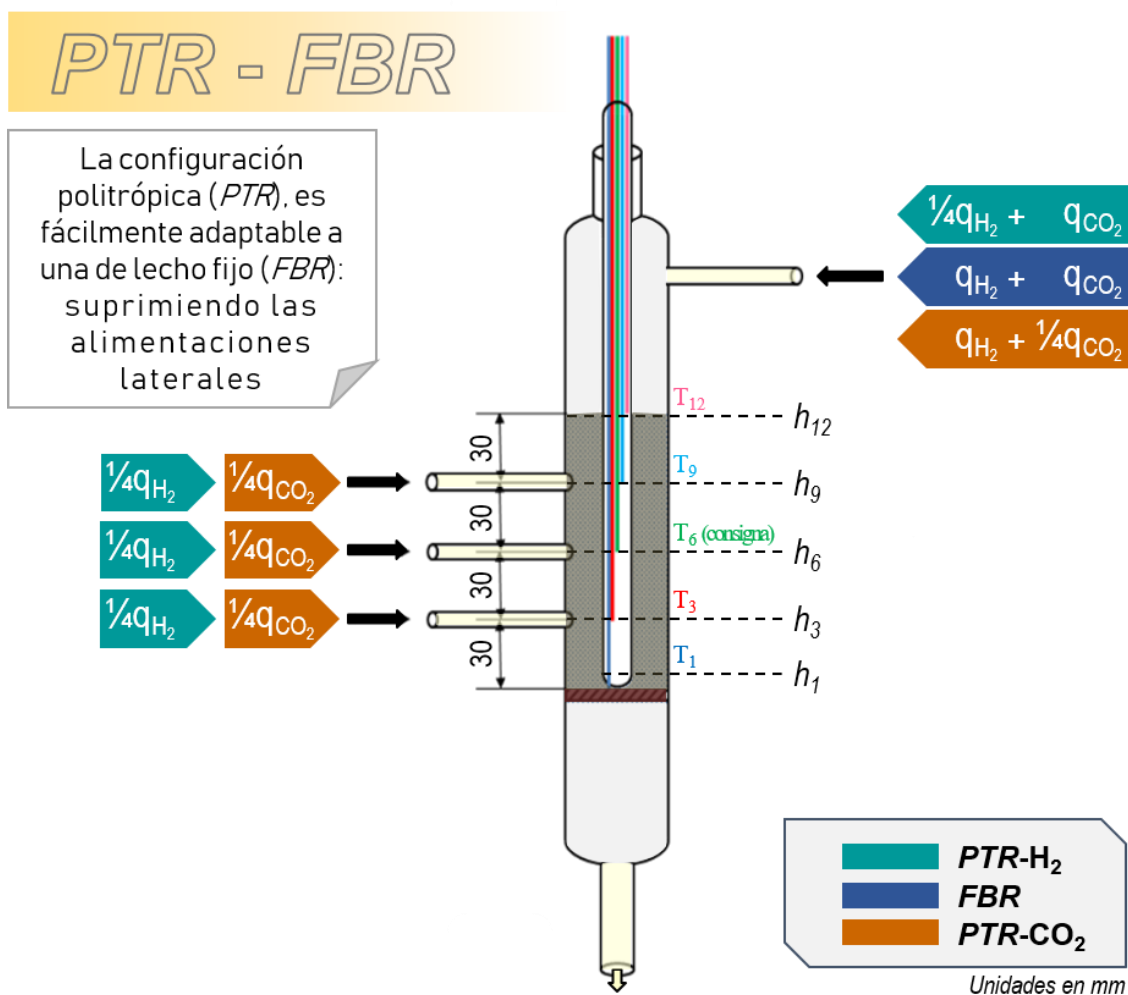 PTR - FBR
La configuración
politrópica (PTR), es
fácilmente adaptable a
una de lecho fijo (FBR):
suprimiendo las
alimentaciones
laterales
¼qH₂ + qCO₂
qH₂ + qCO₂
qH₂ + ¼qCO₂
T₁₂
h₁₂
30
¼qH₂ ¼qCO₂
T₉
h₉
30
¼qH₂ ¼qCO₂
T₆ (consigna)
h₆
30
¼qH₂ ¼qCO₂
T₃
h₃
30
T₁
h₁
PTR-H₂
FBR
PTR-CO₂
Unidades en mm